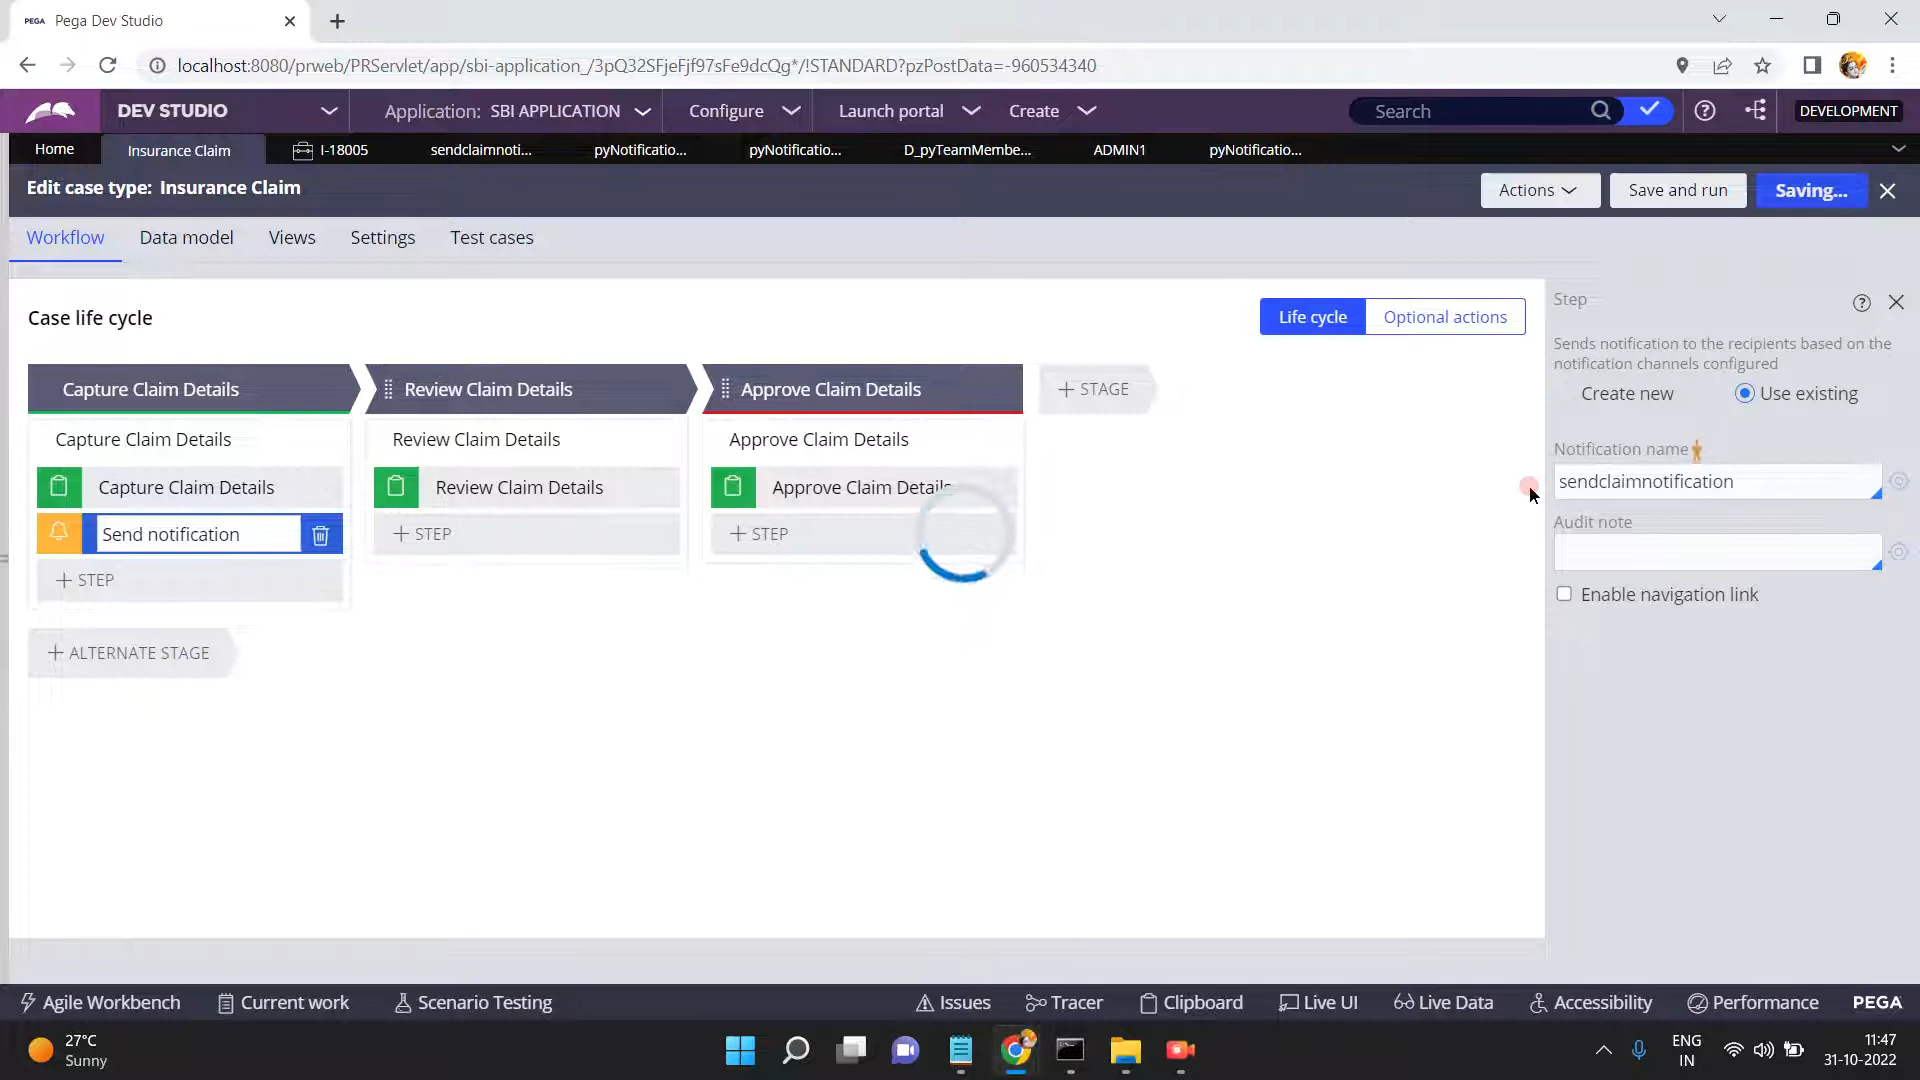 PEGA Pega Dev Studio
localhost:8080/prweb/PRServlet/app/sbi-application_/3pQ32SFjeFjf97sFe9dcQg*/!STANDARD?pzPostData=-960534340
DEV STUDIO
Application: SBI APPLICATION
Configure
Launch portal
Create
Search
DEVELOPMENT
Home
Insurance Claim
I-18005
sendclaimnoti...
pyNotificatio...
pyNotificatio...
D_pyTeamMembe...
ADMIN1
pyNotificatio...
Edit case type: Insurance Claim
Actions
Save and run
Saving...
Workflow
Data model
Views
Settings
Test cases
Case life cycle
Life cycle
Optional actions
Capture Claim Details
Review Claim Details
Approve Claim Details
+ STAGE
Capture Claim Details
Review Claim Details
Approve Claim Details
Capture Claim Details
Review Claim Details
Approve Claim Details
Send notification
+ STEP
+ STEP
+ STEP
+ ALTERNATE STAGE
Step
Sends notification to the recipients based on the
notification channels configured
Create new
Use existing
Notification name
sendclaimnotification
Audit note
Enable navigation link
Agile Workbench
Current work
Scenario Testing
Issues
Tracer
Clipboard
Live UI
Live Data
Accessibility
Performance
PEGA
27°C
Sunny
ENG
IN
11:47
31-10-2022